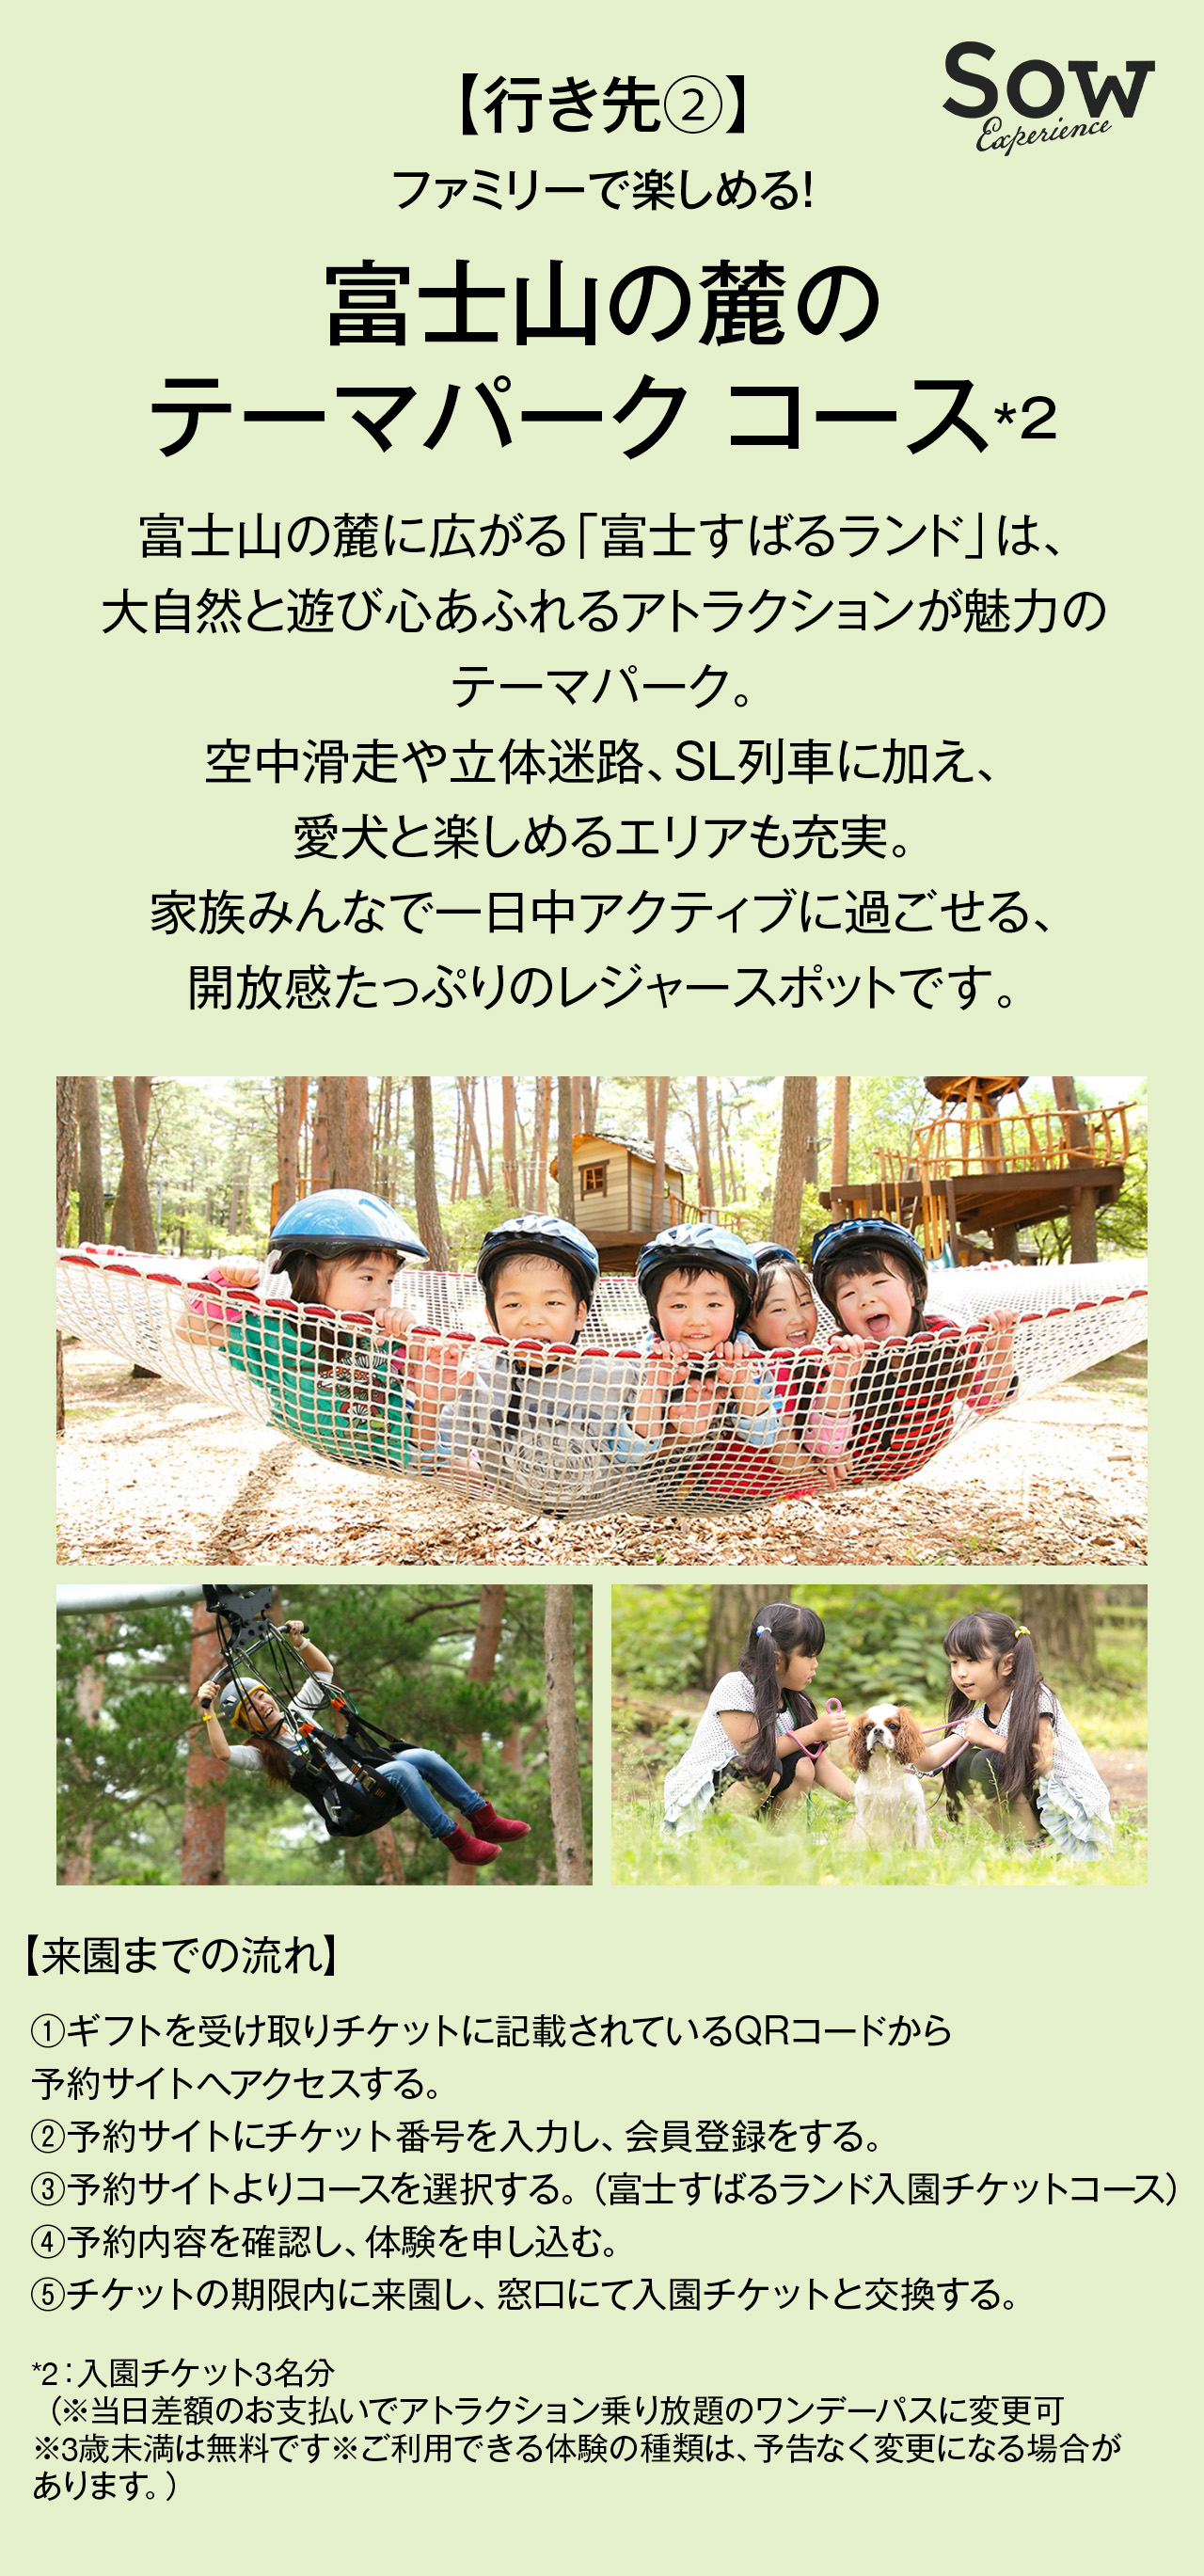 Sow
Experience
【行き先②】
ファミリーで楽しめる!
富士山の麓の
テーマパーク コース*2
富士山の麓に広がる「富士すばるランド」は、
大自然と遊び心あふれるアトラクションが魅力の
テーマパーク。
空中滑走や立体迷路、SL列車に加え、
愛犬と楽しめるエリアも充実。
家族みんなで一日中アクティブに過ごせる、
開放感たっぷりのレジャースポットです。
【来園までの流れ】
①ギフトを受け取りチケットに記載されているQRコードから
予約サイトへアクセスする。
②予約サイトにチケット番号を入力し、会員登録をする。
③予約サイトよりコースを選択する。（富士すばるランド入園チケットコース）
④予約内容を確認し、体験を申し込む。
⑤チケットの期限内に来園し、窓口にて入園チケットと交換する。
*2：入園チケット3名分
（※当日差額のお支払いでアトラクション乗り放題のワンデーパスに変更可
※3歳未満は無料です※ご利用できる体験の種類は、予告なく変更になる場合が
あります。）